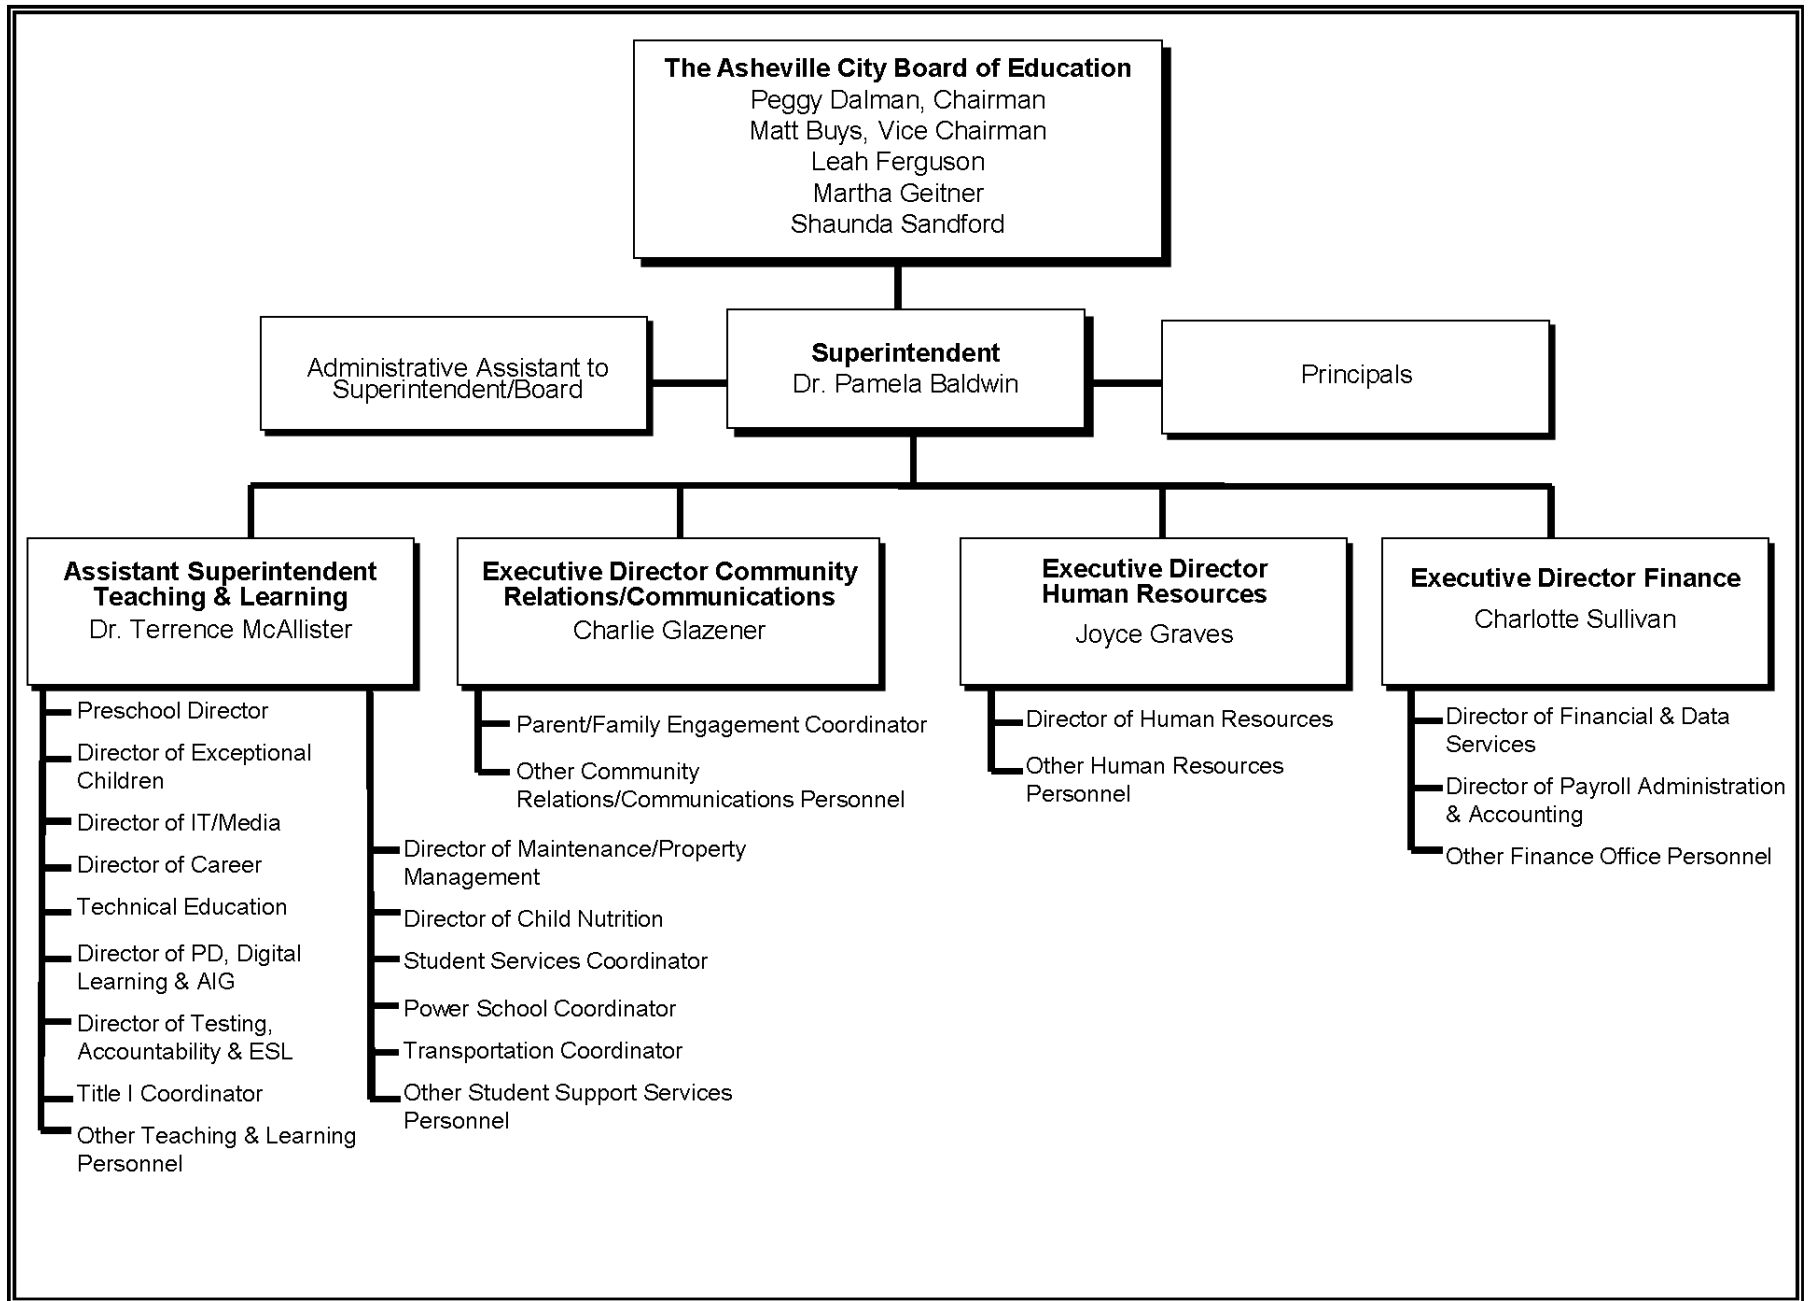 The Asheville City Board of Education
Peggy Dalman, Chairman
Matt Buys, Vice Chairman
Leah Ferguson
Martha Geitner
Shaunda Sandford
Administrative Assistant to
Superintendent/Board
Superintendent
Dr. Pamela Baldwin
Principals
Assistant Superintendent
Teaching & Learning
Dr. Terrence McAllister
Preschool Director
Director of Exceptional
Children
Director of IT/Media
Director of Career
Technical Education
Director of PD, Digital
Learning & AIG
Director of Testing,
Accountability & ESL
Title I Coordinator
Other Teaching & Learning
Personnel
Director of Maintenance/Property
Management
Director of Child Nutrition
Student Services Coordinator
Power School Coordinator
Transportation Coordinator
Other Student Support Services
Personnel
Executive Director Community
Relations/Communications
Charlie Glazener
Parent/Family Engagement Coordinator
Other Community
Relations/Communications Personnel
Executive Director
Human Resources
Joyce Graves
Director of Human Resources
Other Human Resources
Personnel
Executive Director Finance
Charlotte Sullivan
Director of Financial & Data
Services
Director of Payroll Administration
& Accounting
Other Finance Office Personnel